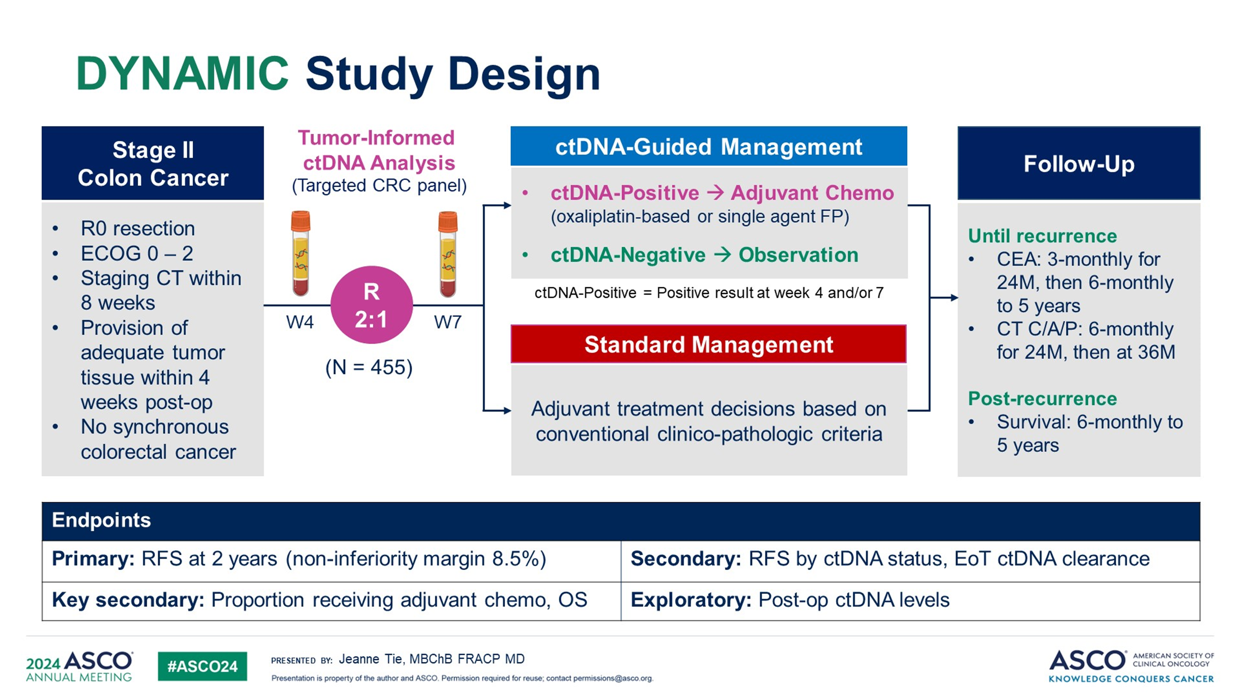 DYNAMIC Study Design
Stage II
Colon Cancer
• R0 resection
• ECOG 0 – 2
• Staging CT within
8 weeks
• Provision of
adequate tumor
tissue within 4
weeks post-op
• No synchronous
colorectal cancer
Tumor-Informed
ctDNA Analysis
(Targeted CRC panel)
W4
R
2:1
W7
(N = 455)
ctDNA-Guided Management
• ctDNA-Positive → Adjuvant Chemo
(oxaliplatin-based or single agent FP)
• ctDNA-Negative → Observation
ctDNA-Positive = Positive result at week 4 and/or 7
Standard Management
Adjuvant treatment decisions based on
conventional clinico-pathologic criteria
Follow-Up
Until recurrence
• CEA: 3-monthly for
24M, then 6-monthly
to 5 years
• CT C/A/P: 6-monthly
for 24M, then at 36M
Post-recurrence
• Survival: 6-monthly to
5 years
Endpoints
Primary: RFS at 2 years (non-inferiority margin 8.5%)
Secondary: RFS by ctDNA status, EoT ctDNA clearance
Key secondary: Proportion receiving adjuvant chemo, OS
Exploratory: Post-op ctDNA levels
2024 ASCO®
ANNUAL MEETING
#ASCO24
PRESENTED BY: Jeanne Tie, MBChB FRACP MD
Presentation is property of the author and ASCO. Permission required for reuse; contact permissions@asco.org.
ASCO® AMERICAN SOCIETY OF
CLINICAL ONCOLOGY
KNOWLEDGE CONQUERS CANCER